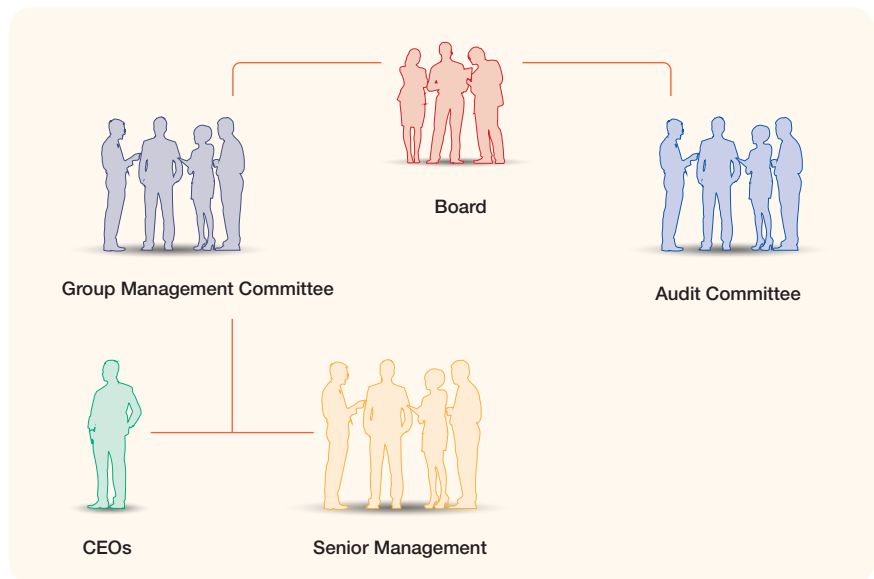 Board
Group Management Committee
Audit Committee
CEOs
Senior Management